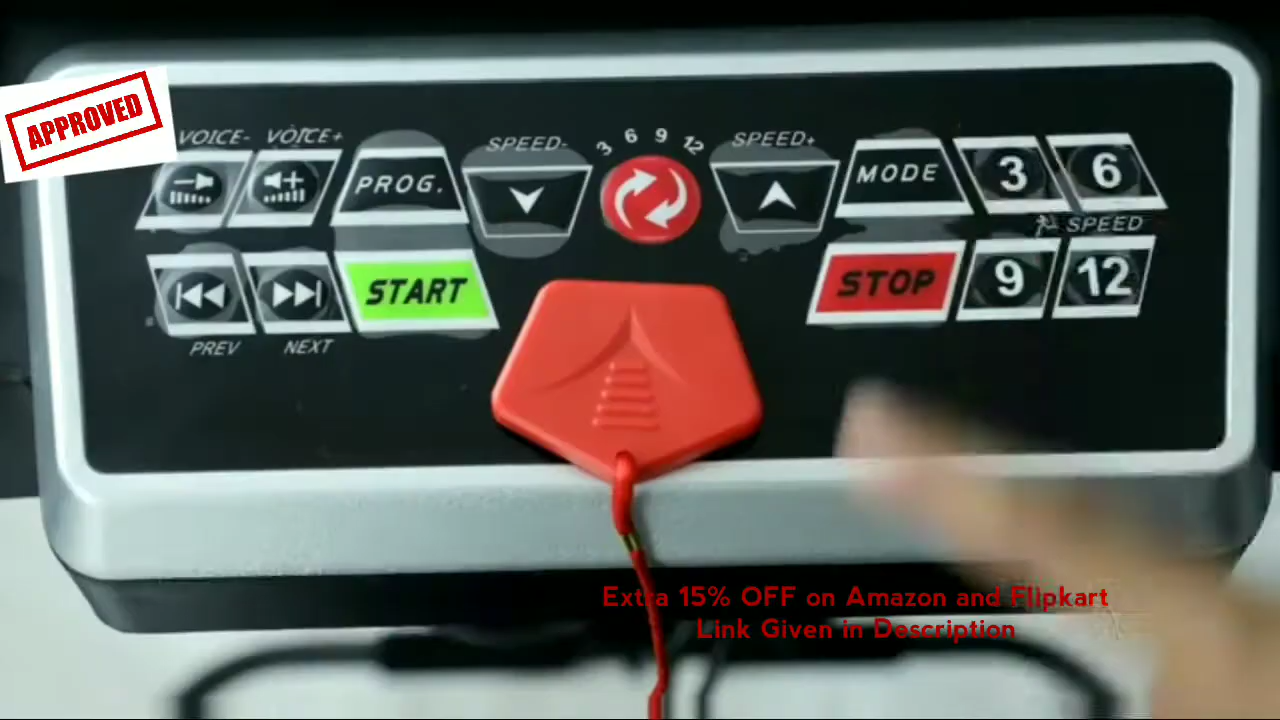 APPROVED
VOICE- VOICE+ SPEED- 3 6 9 12 SPEED+
PROG. MODE 3 6
SPEED
START STOP 9 12
PREV NEXT
Extra 15% OFF on Amazon and Flipkart
Link Given in Description